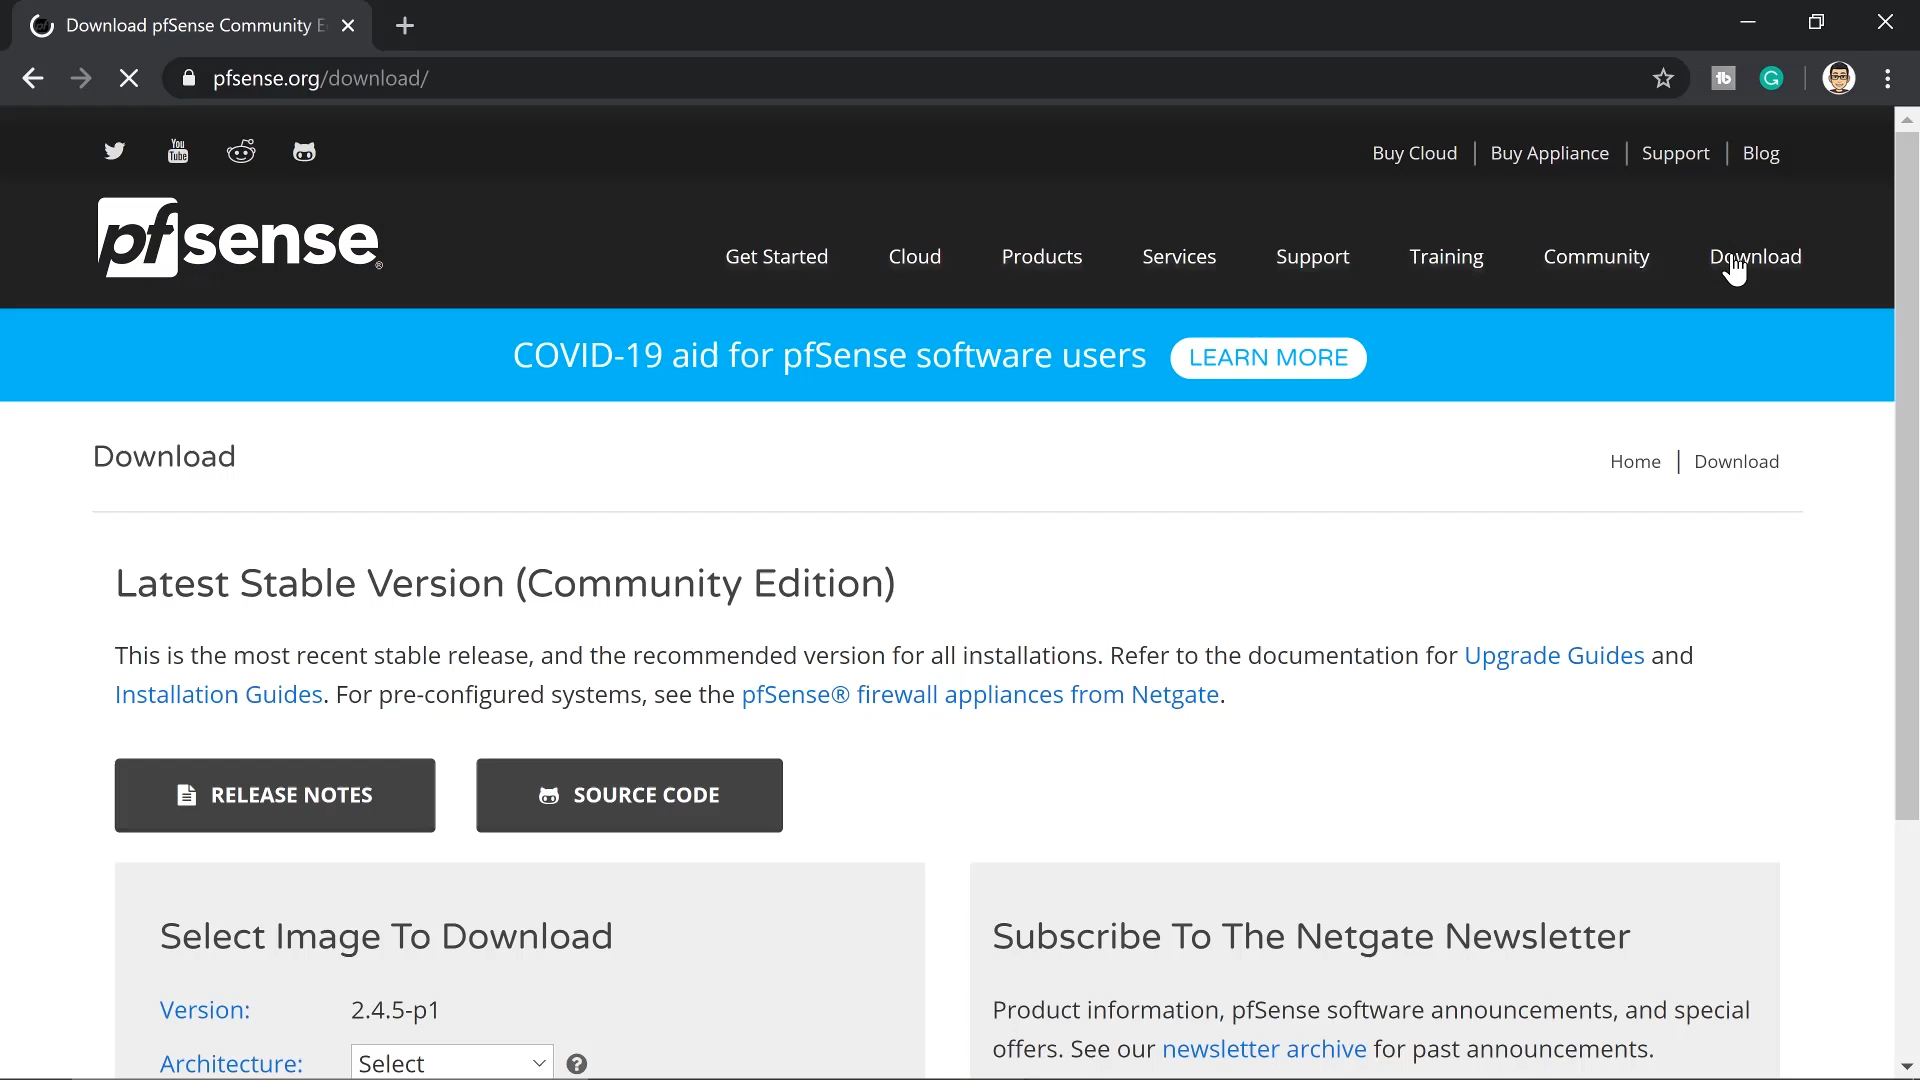 Download pfSense Community E
pfsense.org/download/
You
Tube
Buy Cloud | Buy Appliance | Support | Blog
pfsense®
Get Started Cloud Products Services Support Training Community Download
COVID-19 aid for pfSense software users LEARN MORE
Download
Home | Download
Latest Stable Version (Community Edition)
This is the most recent stable release, and the recommended version for all installations. Refer to the documentation for Upgrade Guides and
Installation Guides. For pre-configured systems, see the pfSense® firewall appliances from Netgate.
RELEASE NOTES SOURCE CODE
Select Image To Download
Version: 2.4.5-p1
Architecture: Select
Subscribe To The Netgate Newsletter
Product information, pfSense software announcements, and special
offers. See our newsletter archive for past announcements.